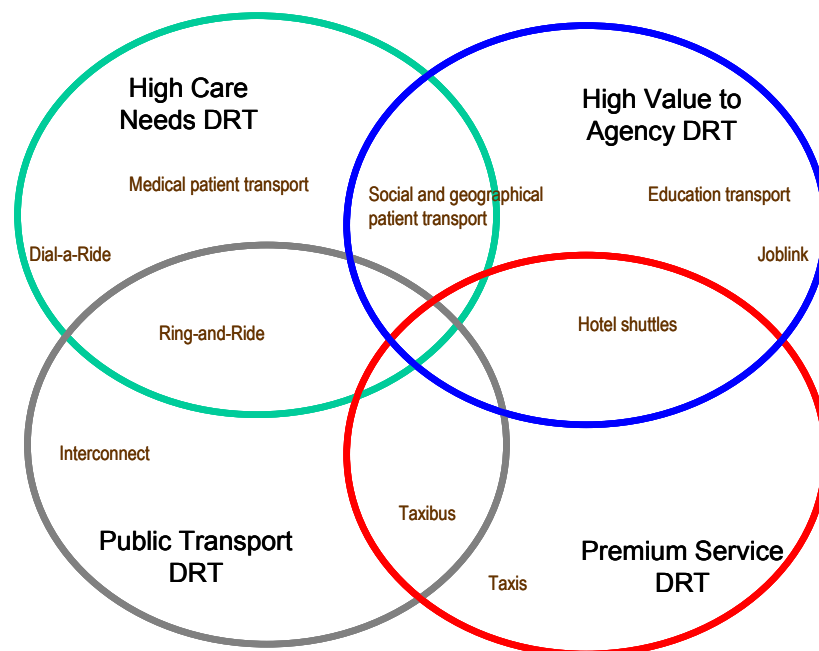 High Care
Needs DRT
High Value to
Agency DRT
Medical patient transport
Social and geographical
patient transport
Education transport
Dial-a-Ride
Joblink
Ring-and-Ride
Hotel shuttles
Interconnect
Taxibus
Public Transport
DRT
Premium Service
DRT
Taxis